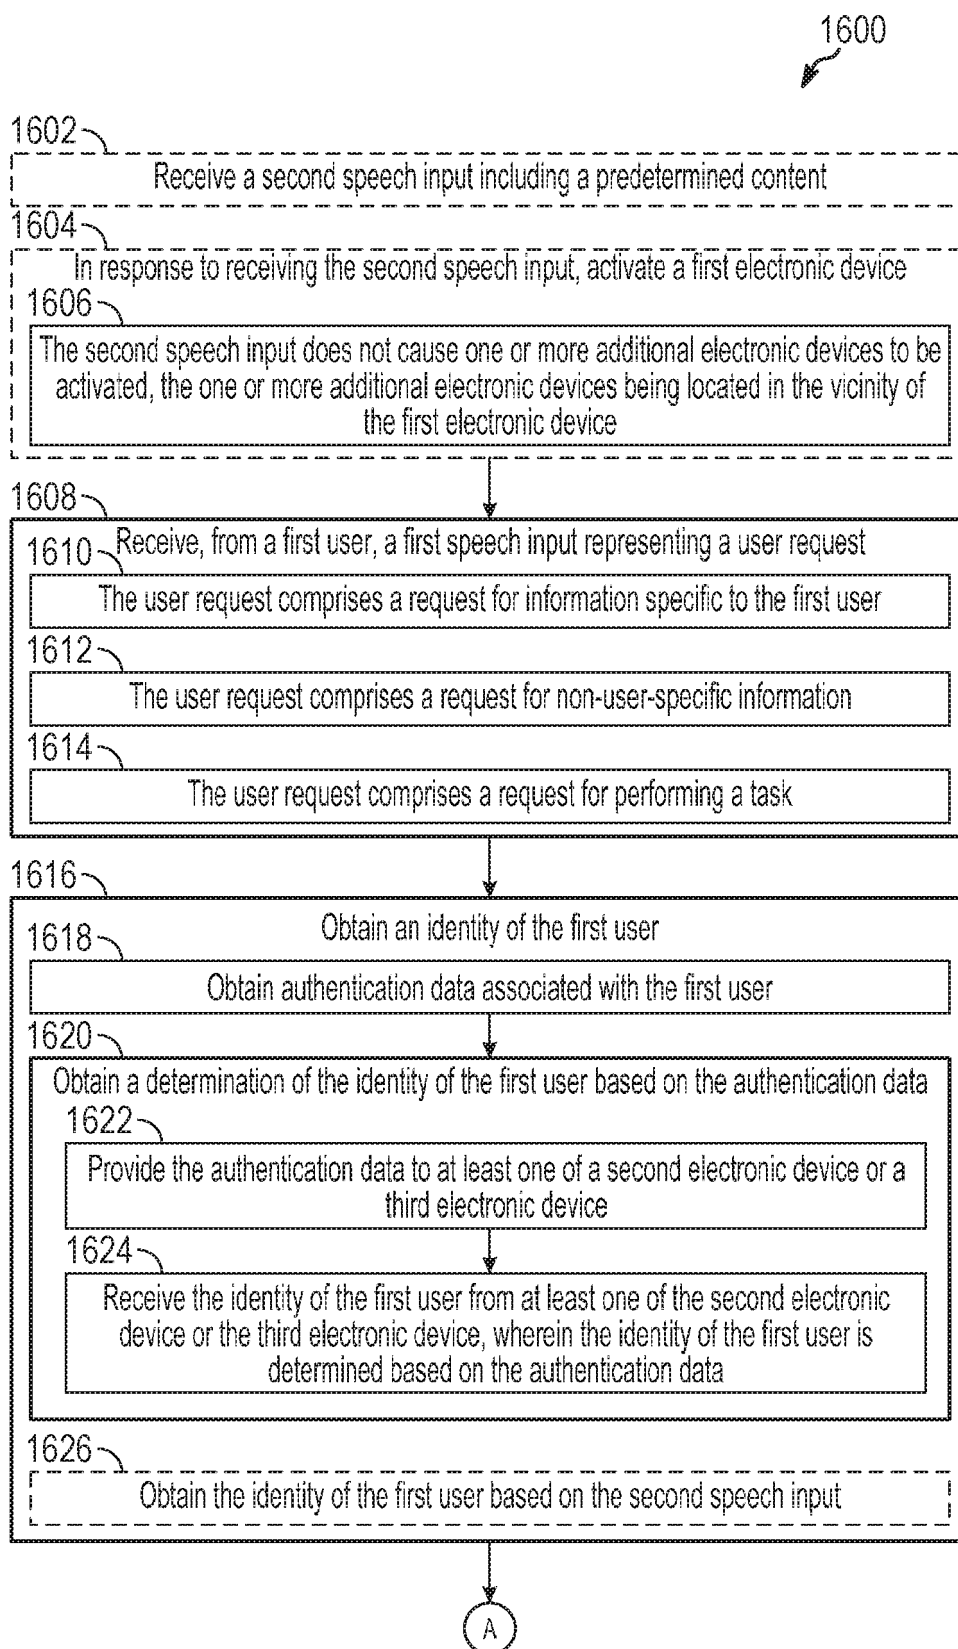 1600
1602
Receive a second speech input including a predetermined content
1604
In response to receiving the second speech input, activate a first electronic device
1606
The second speech input does not cause one or more additional electronic devices to be
activated, the one or more additional electronic devices being located in the vicinity of
the first electronic device
1608
Receive, from a first user, a first speech input representing a user request
1610
The user request comprises a request for information specific to the first user
1612
The user request comprises a request for non-user-specific information
1614
The user request comprises a request for performing a task
1616
Obtain an identity of the first user
1618
Obtain authentication data associated with the first user
1620
Obtain a determination of the identity of the first user based on the authentication data
1622
Provide the authentication data to at least one of a second electronic device or a
third electronic device
1624
Receive the identity of the first user from at least one of the second electronic
device or the third electronic device, wherein the identity of the first user is
determined based on the authentication data
1626
Obtain the identity of the first user based on the second speech input
A